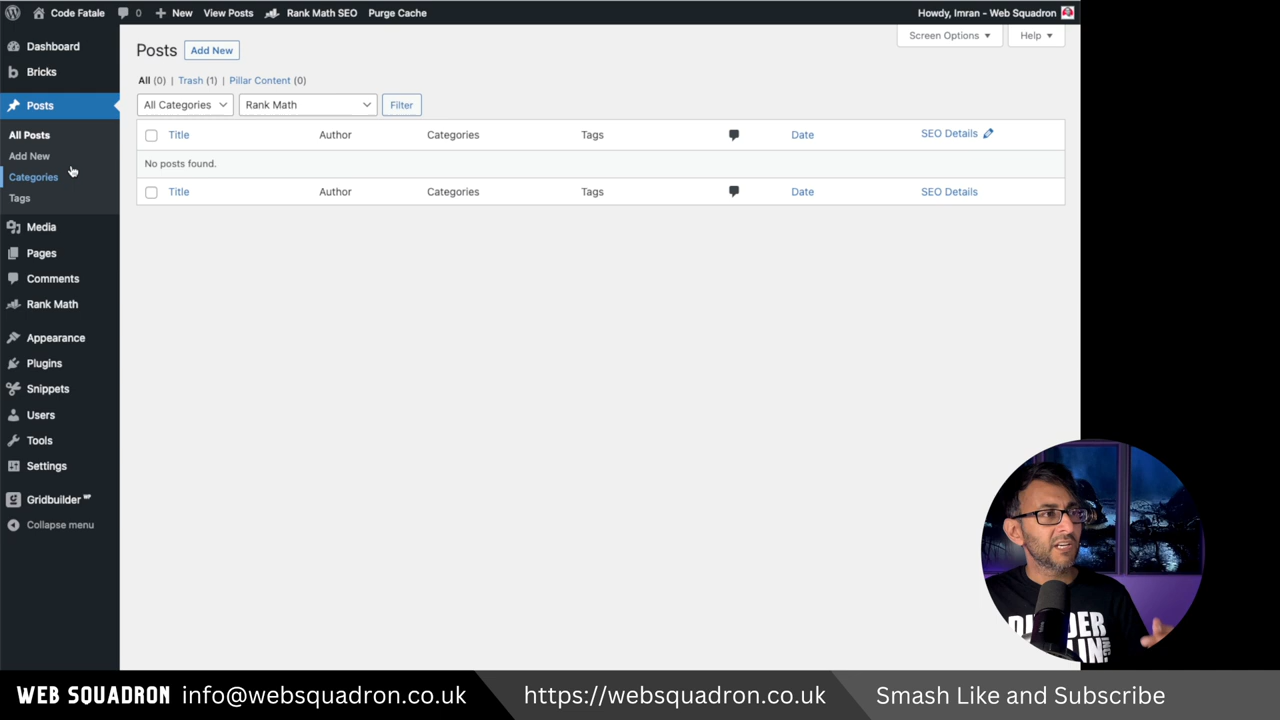 Code Fatale 0 New View Posts Rank Math SEO Purge Cache Howdy, Imran - Web Squadron
Dashboard
Bricks
Posts
All Posts
Add New
Categories
Tags
Media
Pages
Comments
Rank Math
Appearance
Plugins
Snippets
Users
Tools
Settings
Gridbuilder WP
Collapse menu
Screen Options Help
Posts Add New
All (0) | Trash (1) | Pillar Content (0)
All Categories Rank Math Filter
Title Author Categories Tags Date SEO Details
No posts found.
Title Author Categories Tags Date SEO Details
WEB SQUADRON info@websquadron.co.uk https://websquadron.co.uk Smash Like and Subscribe